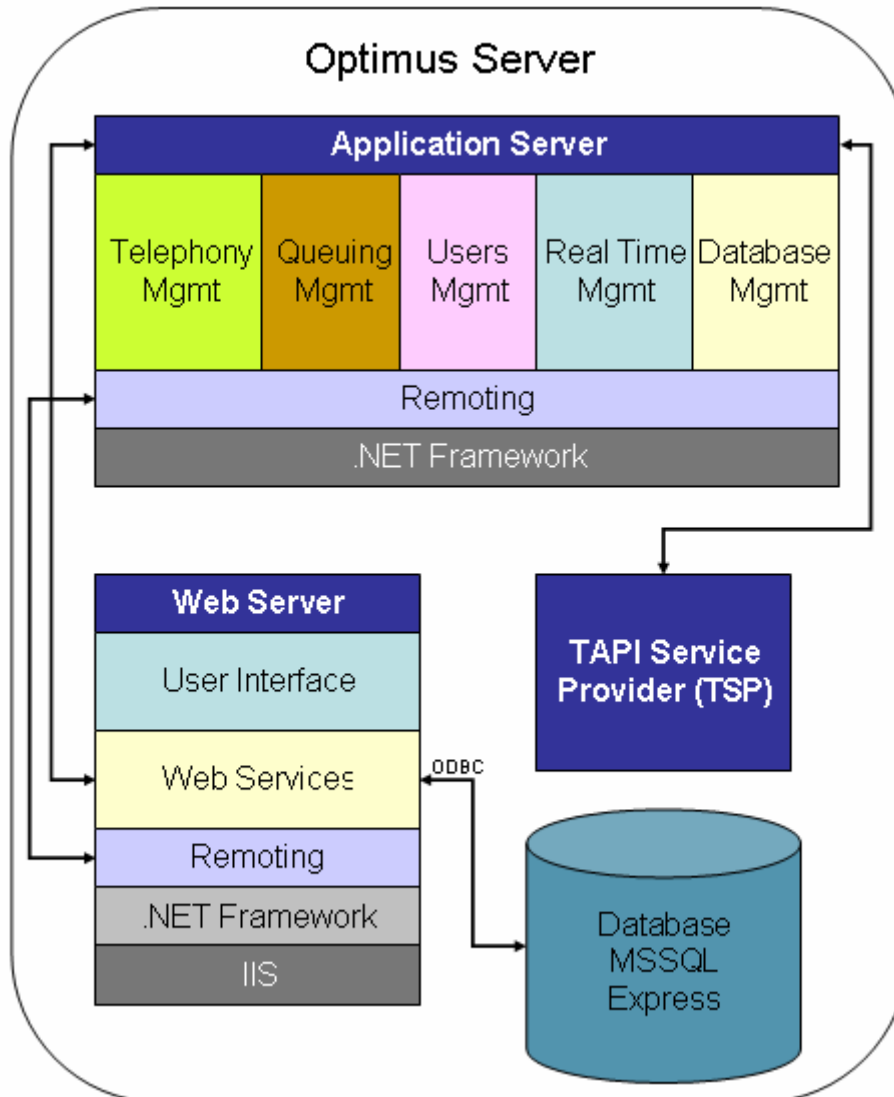 Optimus Server
Application Server
Telephony
Mgmt
Queuing
Mgmt
Users
Mgmt
Real Time
Mgmt
Database
Mgmt
Remoting
.NET Framework
Web Server
User Interface
Web Services
Remoting
.NET Framework
IIS
TAPI Service
Provider (TSP)
ODBC
Database
MSSQL
Express